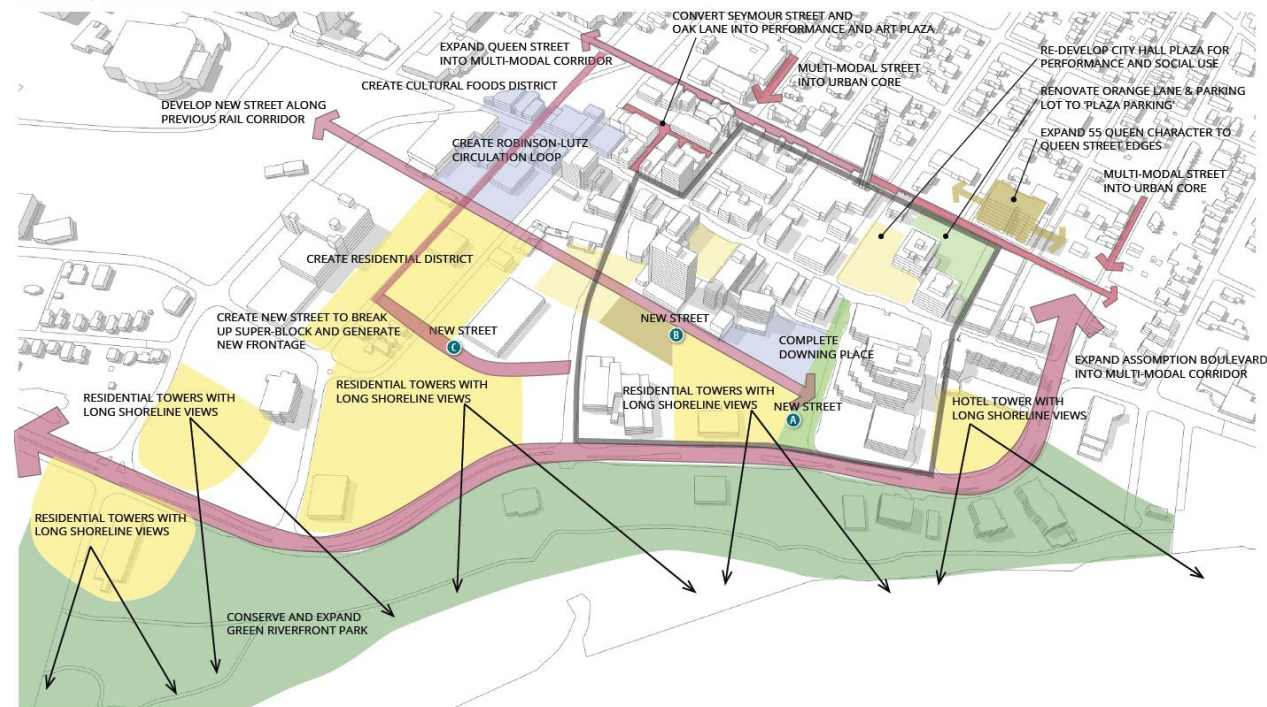 CONVERT SEYMOUR STREET AND
OAK LANE INTO PERFORMANCE AND ART PLAZA
EXPAND QUEEN STREET
INTO MULTI-MODAL CORRIDOR
RE-DEVELOP CITY HALL PLAZA FOR
PERFORMANCE AND SOCIAL USE
MULTI-MODAL STREET
INTO URBAN CORE
CREATE CULTURAL FOODS DISTRICT
RENOVATE ORANGE LANE & PARKING
LOT TO 'PLAZA PARKING'
DEVELOP NEW STREET ALONG
PREVIOUS RAIL CORRIDOR
EXPAND 55 QUEEN CHARACTER TO
QUEEN STREET EDGES
CREATE ROBINSON-LUTZ
CIRCULATION LOOP
MULTI-MODAL STREET
INTO URBAN CORE
CREATE RESIDENTIAL DISTRICT
CREATE NEW STREET TO BREAK
UP SUPER-BLOCK AND GENERATE
NEW FRONTAGE
NEW STREET
C
NEW STREET
B
COMPLETE
DOWNING PLACE
EXPAND ASSOMPTION BOULEVARD
INTO MULTI-MODAL CORRIDOR
RESIDENTIAL TOWERS WITH
LONG SHORELINE VIEWS
RESIDENTIAL TOWERS WITH
LONG SHORELINE VIEWS
RESIDENTIAL TOWERS WITH
LONG SHORELINE VIEWS
NEW STREET
A
HOTEL TOWER WITH
LONG SHORELINE VIEWS
RESIDENTIAL TOWERS WITH
LONG SHORELINE VIEWS
CONSERVE AND EXPAND
GREEN RIVERFRONT PARK